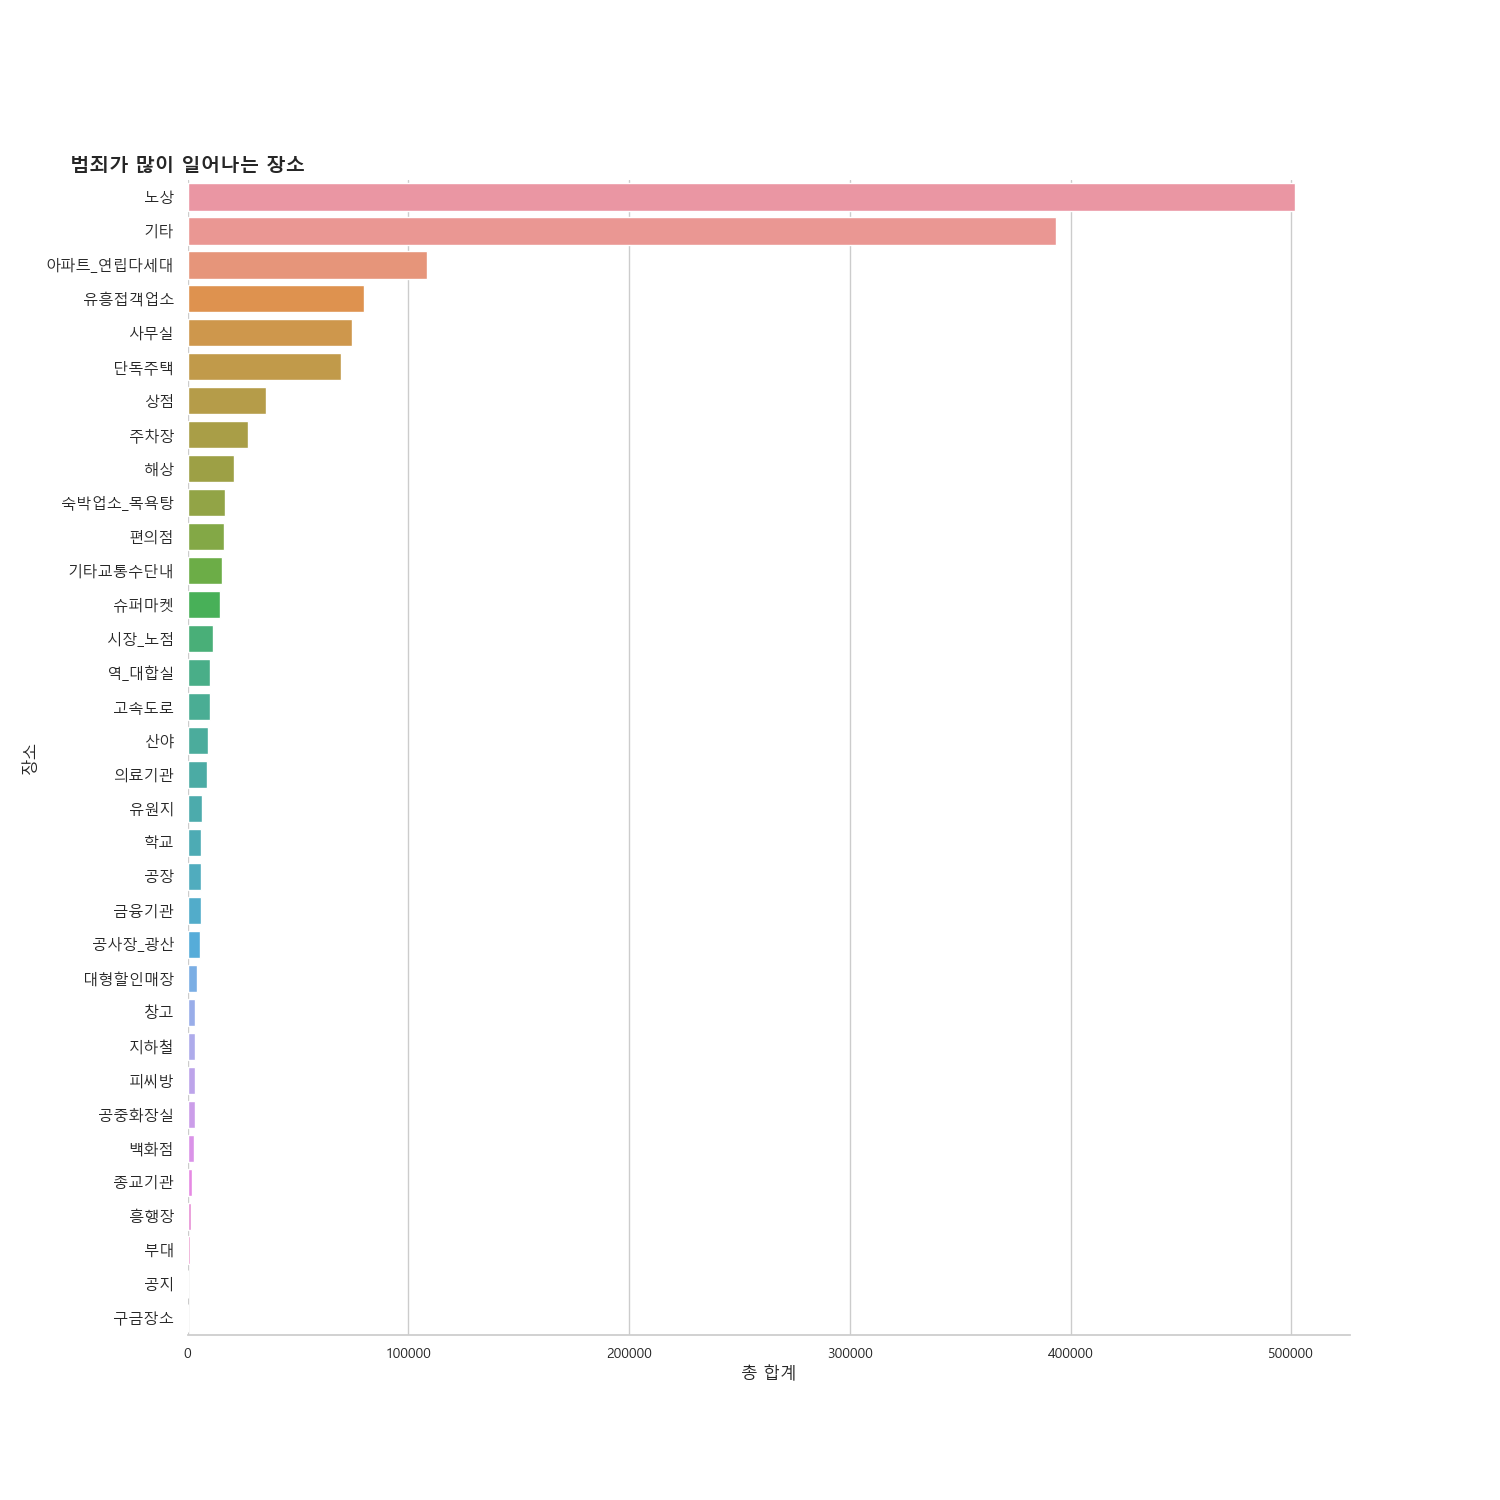 범죄가 많이 일어나는 장소
노상
기타
아파트_연립다세대
유흥접객업소
사무실
단독주택
상점
주차장
해상
숙박업소_목욕탕
편의점
기타교통수단내
슈퍼마켓
시장_노점
역_대합실
고속도로
산야
의료기관
유원지
학교
공장
금융기관
공사장_광산
대형할인매장
창고
지하철
피씨방
공중화장실
백화점
종교기관
흥행장
부대
공지
구금장소
장소
0 100000 200000 300000 400000 500000
총 합계